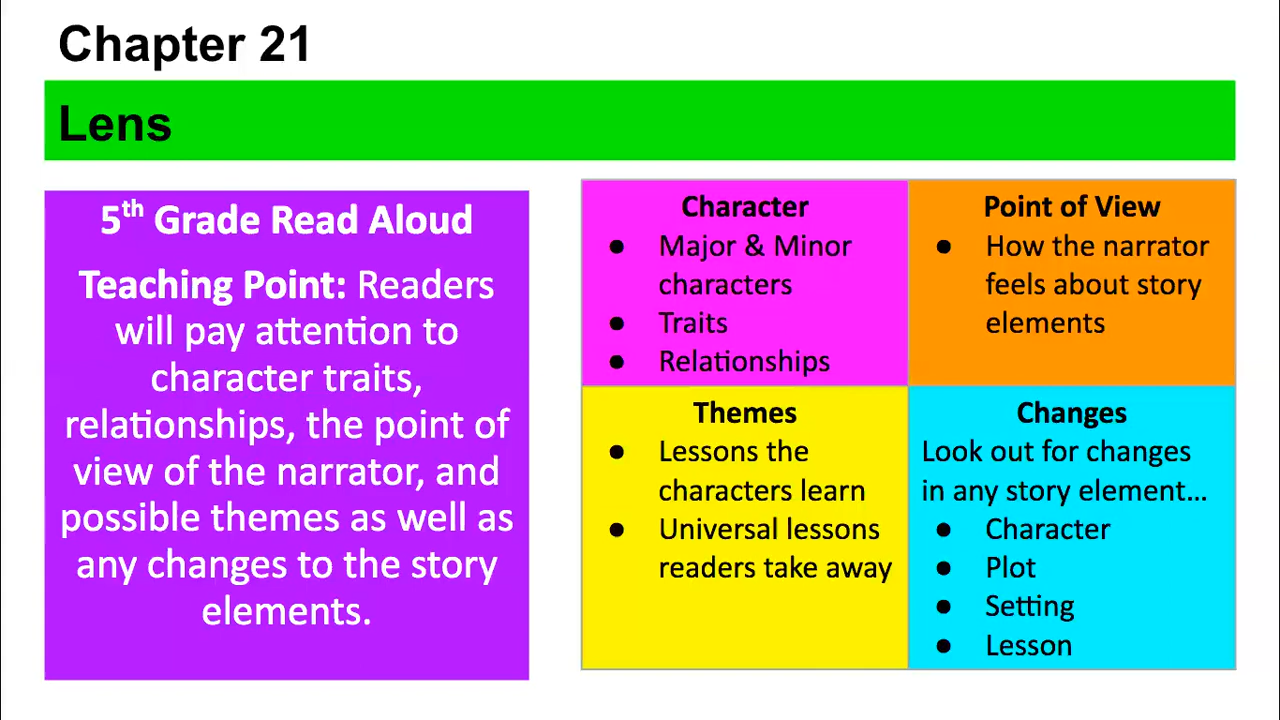 Chapter 21
Lens
5th Grade Read Aloud
Teaching Point: Readers
will pay attention to
character traits,
relationships, the point of
view of the narrator, and
possible themes as well as
any changes to the story
elements.
Character
● Major & Minor
characters
● Traits
● Relationships
Point of View
● How the narrator
feels about story
elements
Themes
● Lessons the
characters learn
● Universal lessons
readers take away
Changes
Look out for changes
in any story element…
● Character
● Plot
● Setting
● Lesson